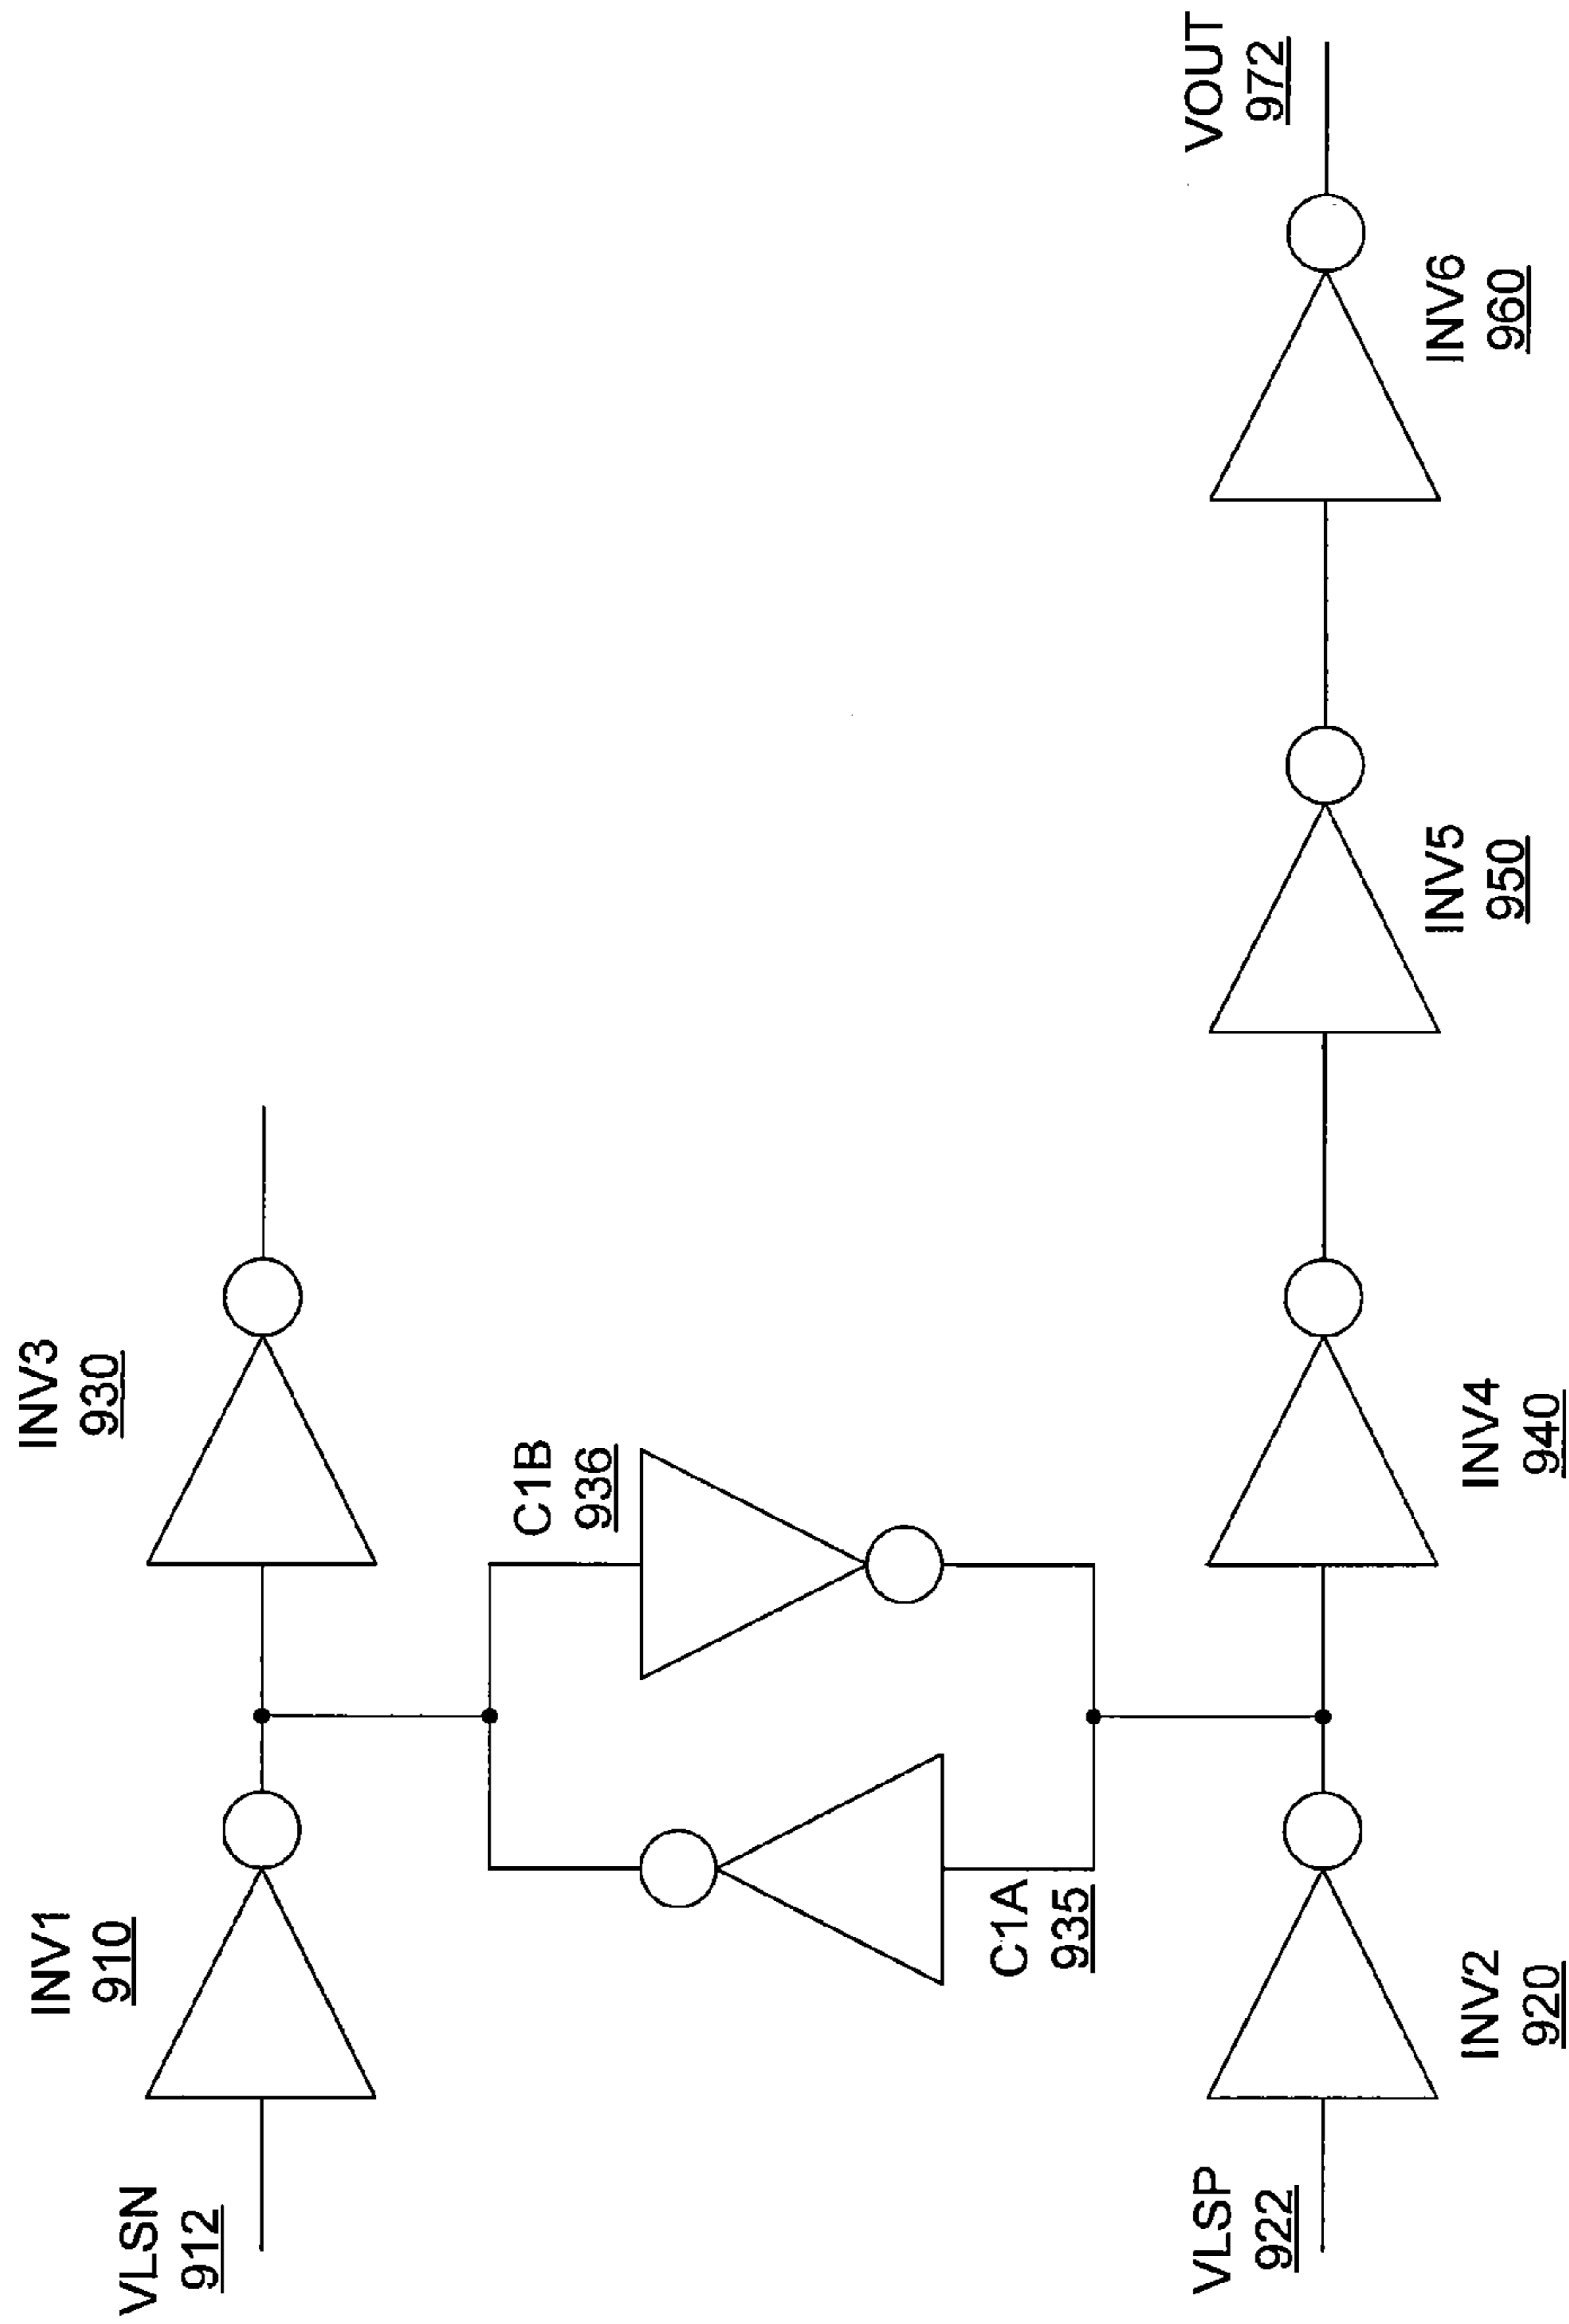 VLSN
912
INV1
910
INV3
930
C1A
935
C1B
936
VLSP
922
INV2
920
INV4
940
INV5
950
INV6
960
VOUT
972